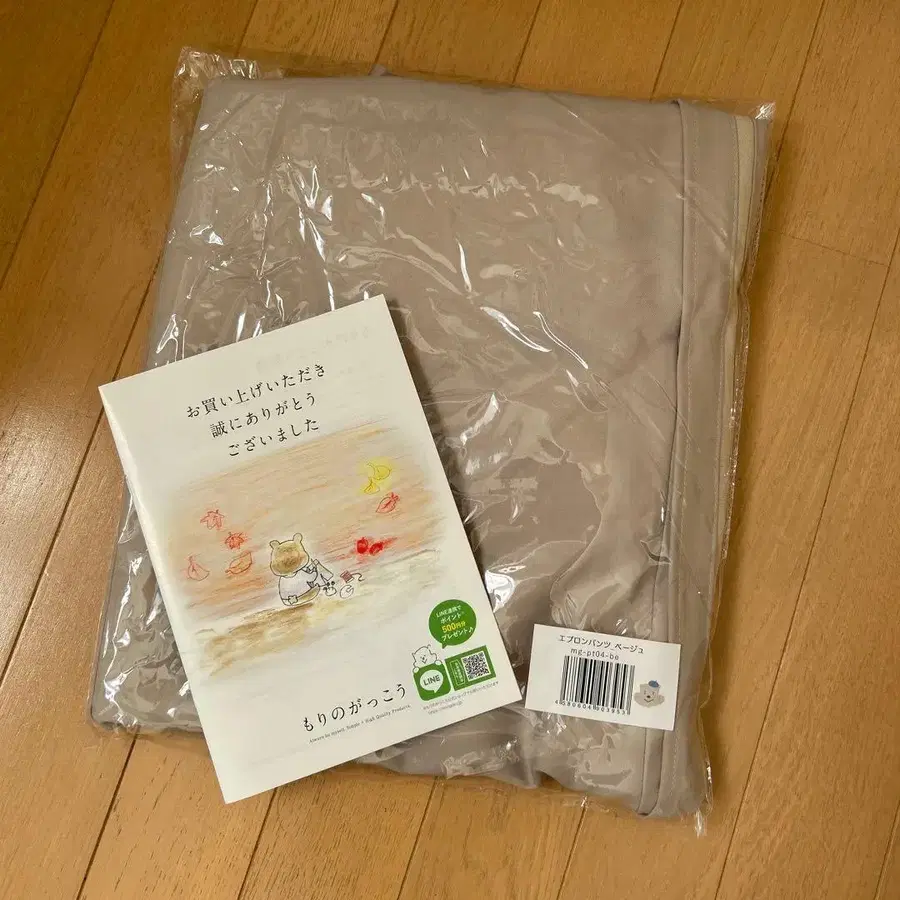 お買い上げいただき
誠にありがとう
ございました
LINE連携で
ポイント
500円分
プレゼント♪
LINE
もりのがっこう
エプロンパンツ ベージュ
mg-pt04-be